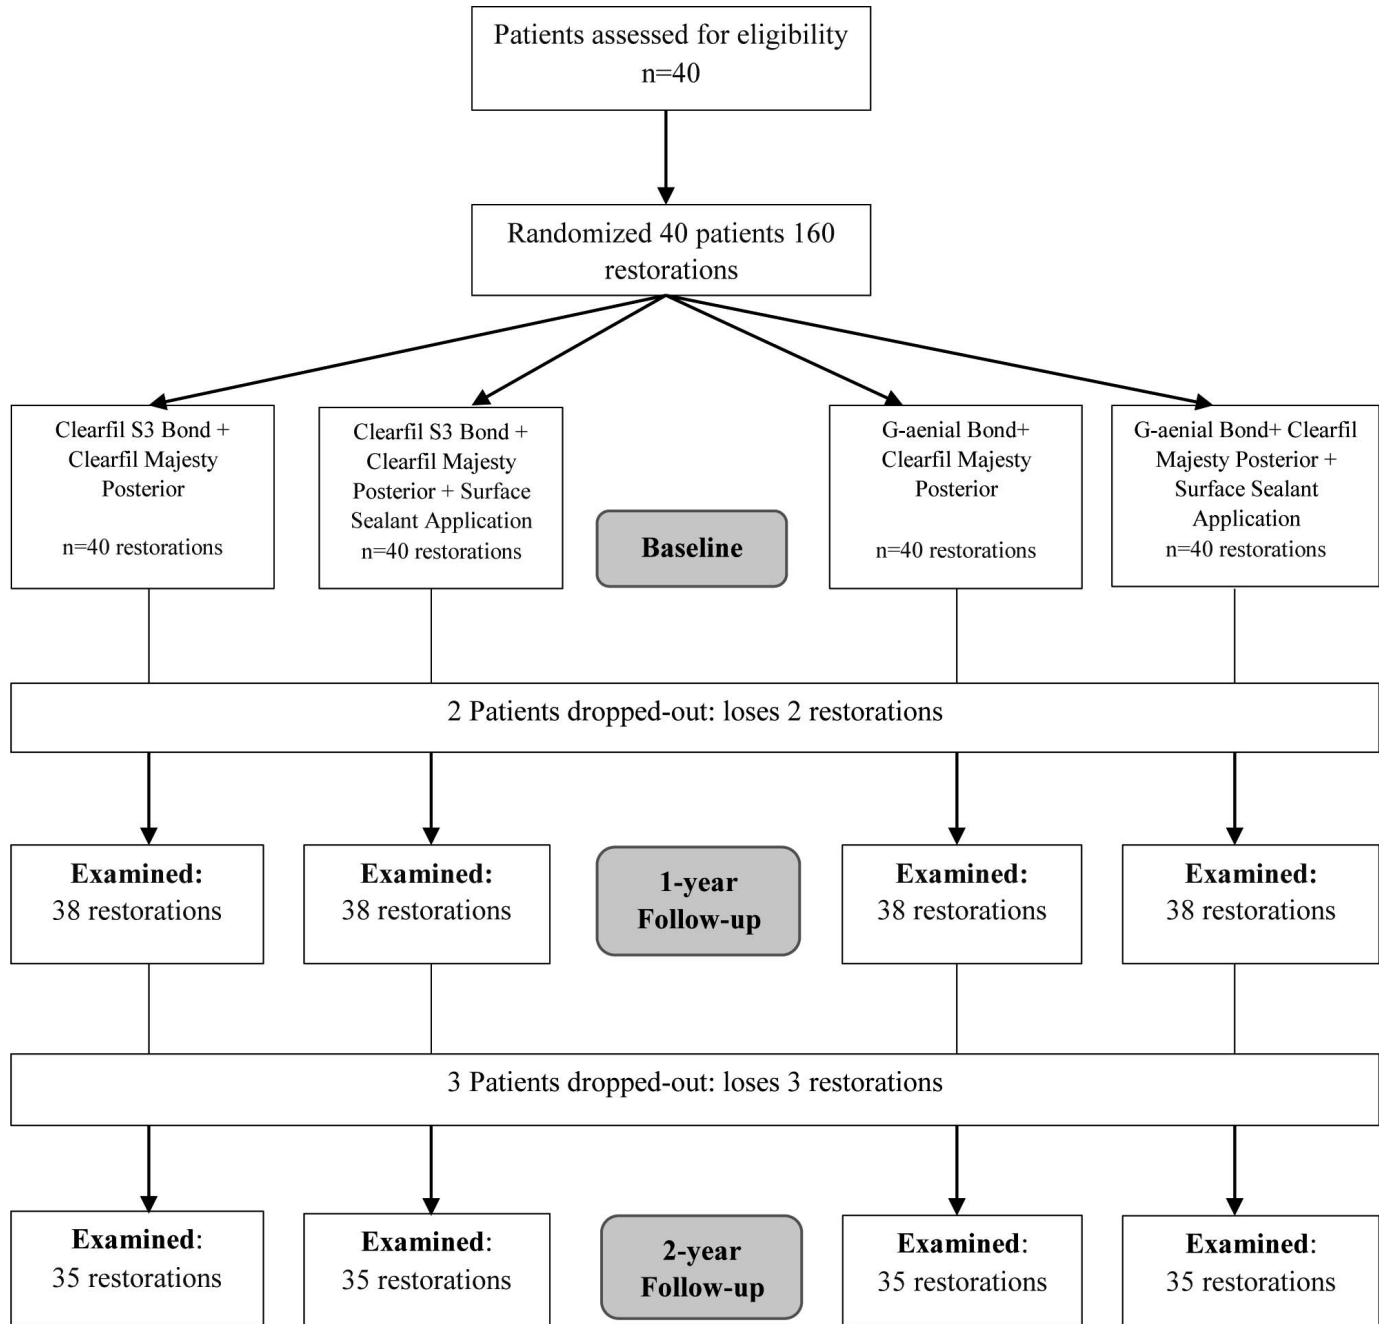 Patients assessed for eligibility
n=40
Randomized 40 patients 160
restorations
Clearfil S3 Bond +
Clearfil Majesty
Posterior
n=40 restorations
Clearfil S3 Bond +
Clearfil Majesty
Posterior + Surface
Sealant Application
n=40 restorations
Baseline
G-aenial Bond+
Clearfil Majesty
Posterior
n=40 restorations
G-aenial Bond+ Clearfil
Majesty Posterior +
Surface Sealant
Application
n=40 restorations
2 Patients dropped-out: loses 2 restorations
Examined:
38 restorations
Examined:
38 restorations
1-year
Follow-up
Examined:
38 restorations
Examined:
38 restorations
3 Patients dropped-out: loses 3 restorations
Examined:
35 restorations
Examined:
35 restorations
2-year
Follow-up
Examined:
35 restorations
Examined:
35 restorations